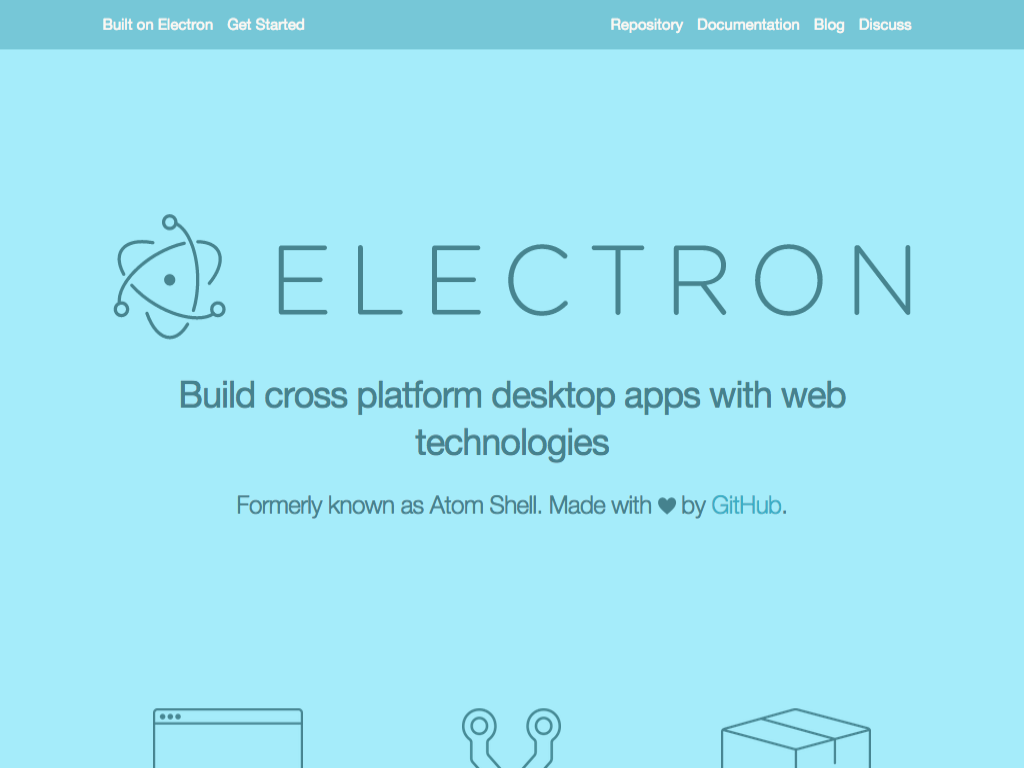 Built on Electron Get Started Repository Documentation Blog Discuss
ELECTRON
Build cross platform desktop apps with web
technologies
Formerly known as Atom Shell. Made with ♥ by GitHub.